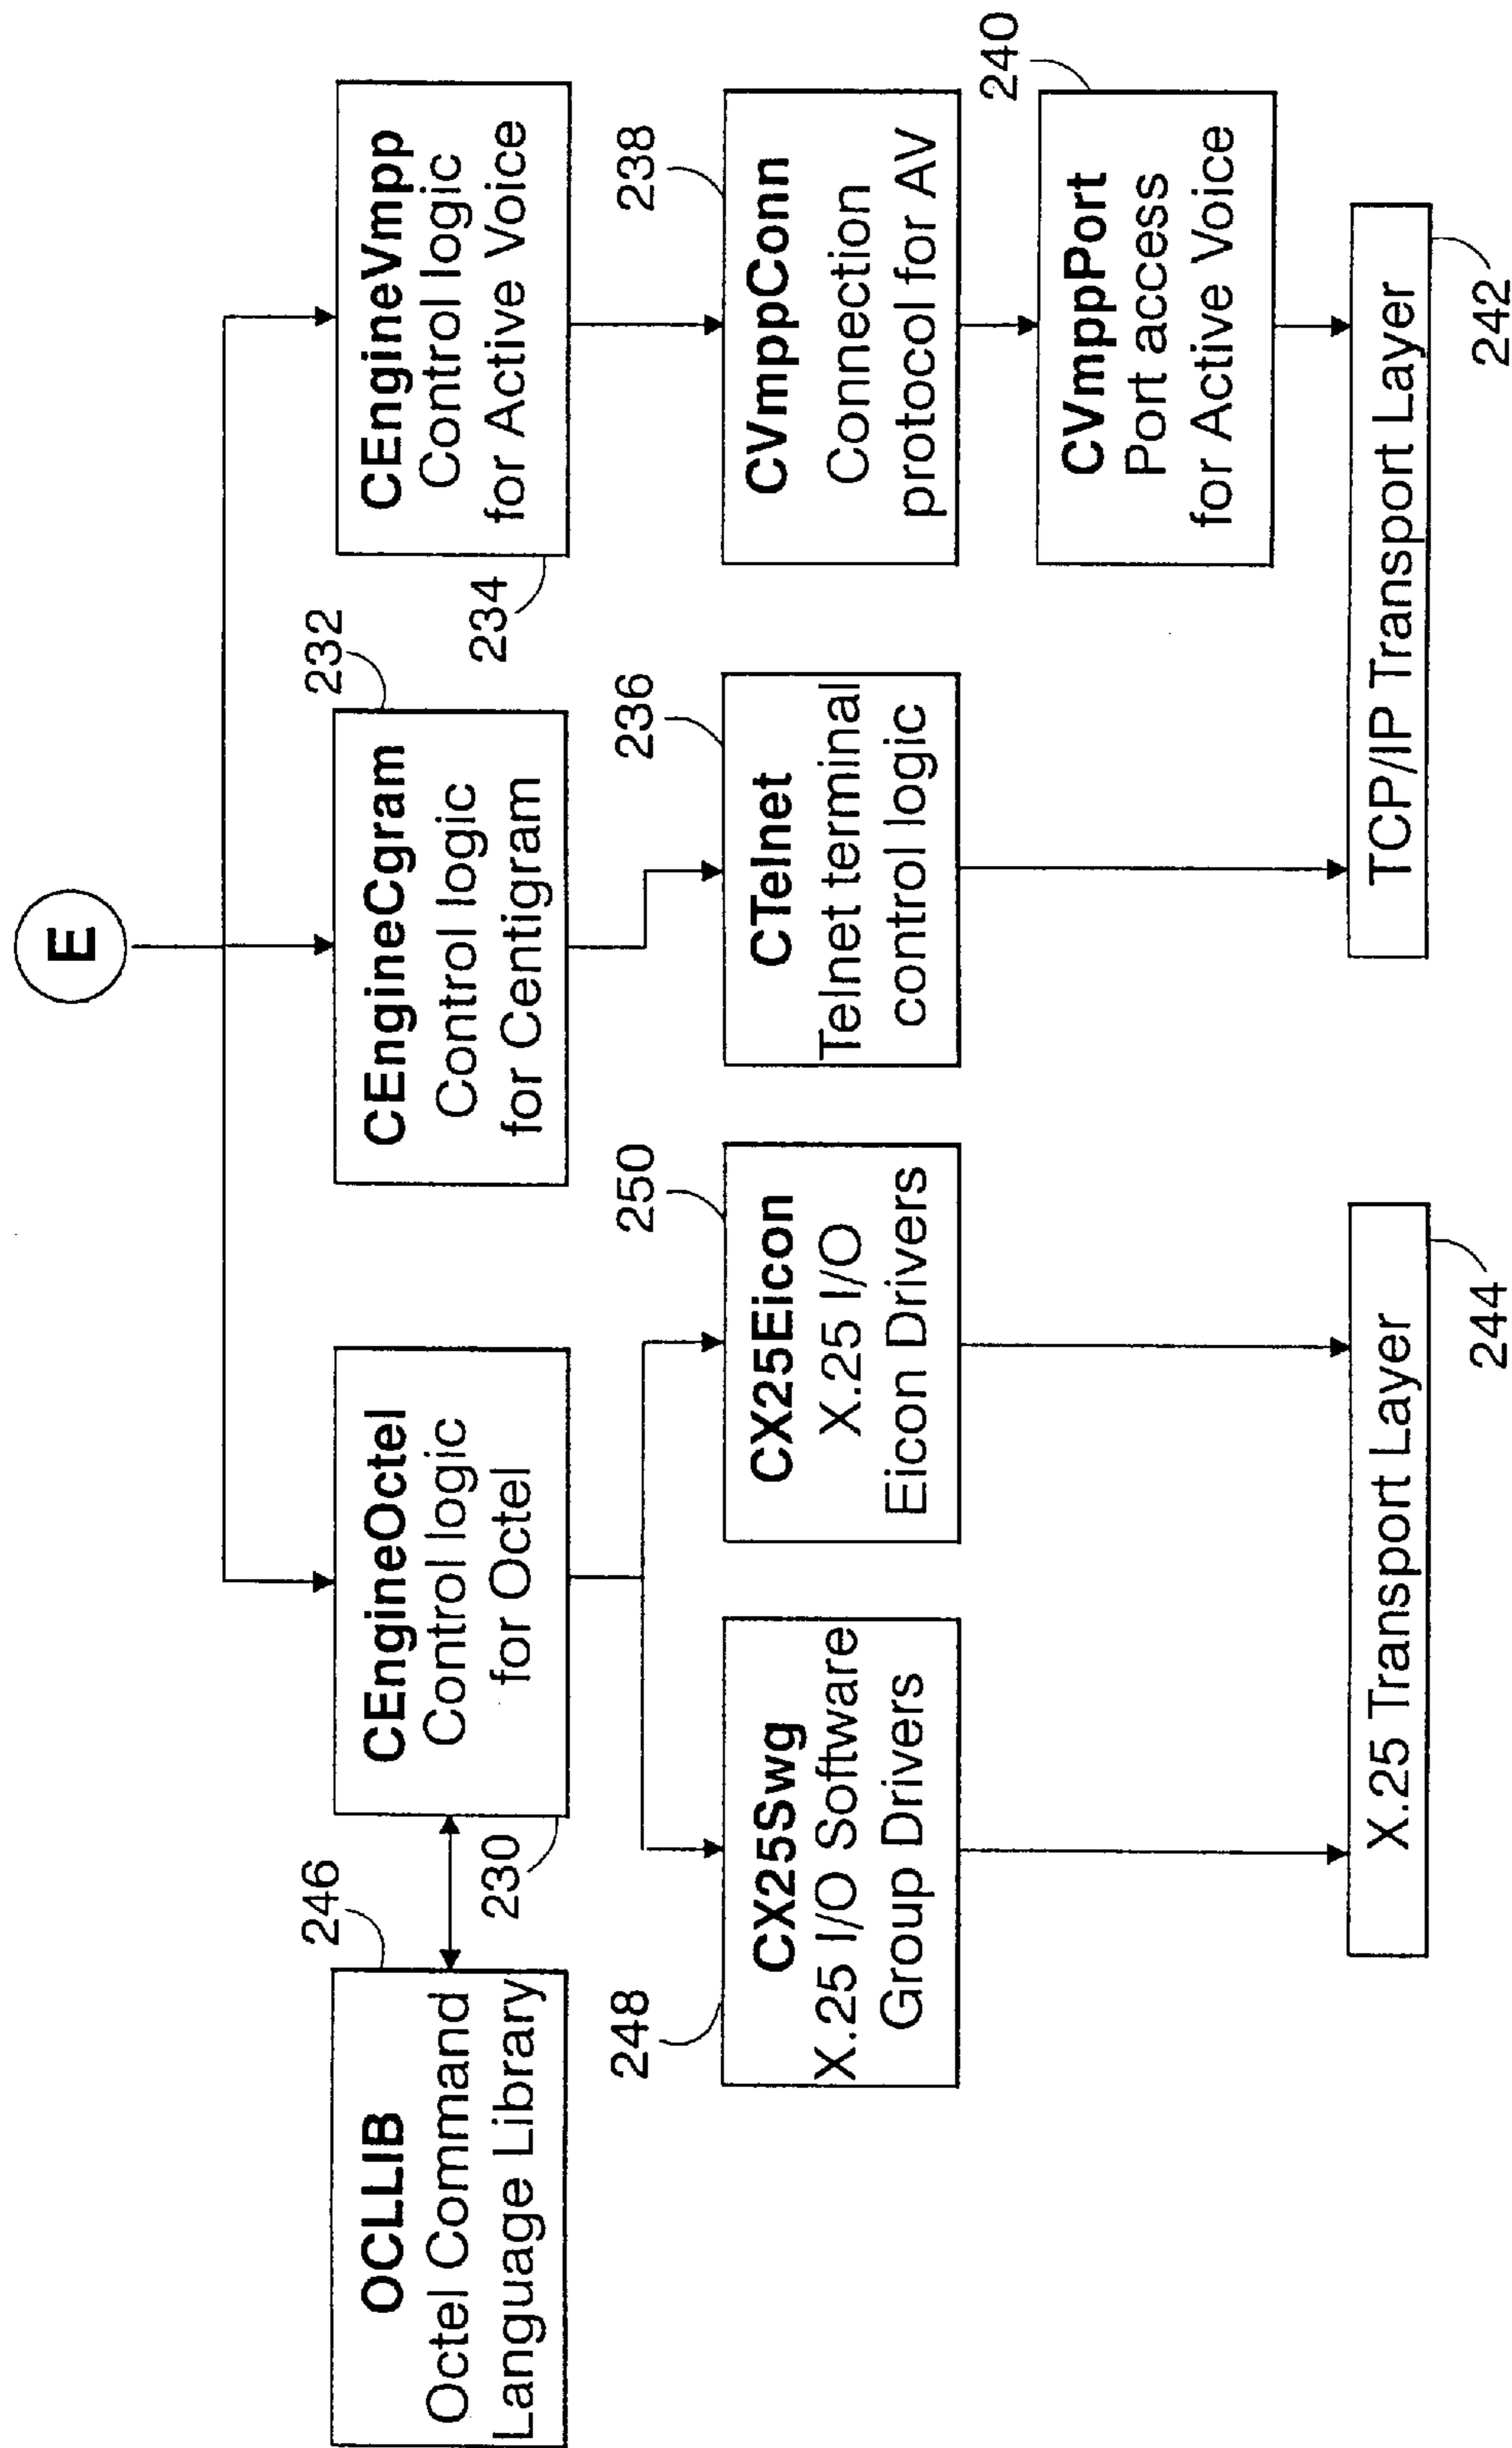 E
OCLLIB
Octel Command
Language Library
246
CEngineOctel
Control logic
for Octel
230
CEngineCgram
Control logic
for Centigram
232
CEngineVmpp
Control logic
for Active Voice
234
CX25Swg
X.25 I/O Software
Group Drivers
248
CX25Eicon
X.25 I/O
Eicon Drivers
250
CTelnet
Telnet terminal
control logic
236
CVmppConn
Connection
protocol for AV
238
CVmppPort
Port access
for Active Voice
240
X.25 Transport Layer
244
TCP/IP Transport Layer
242